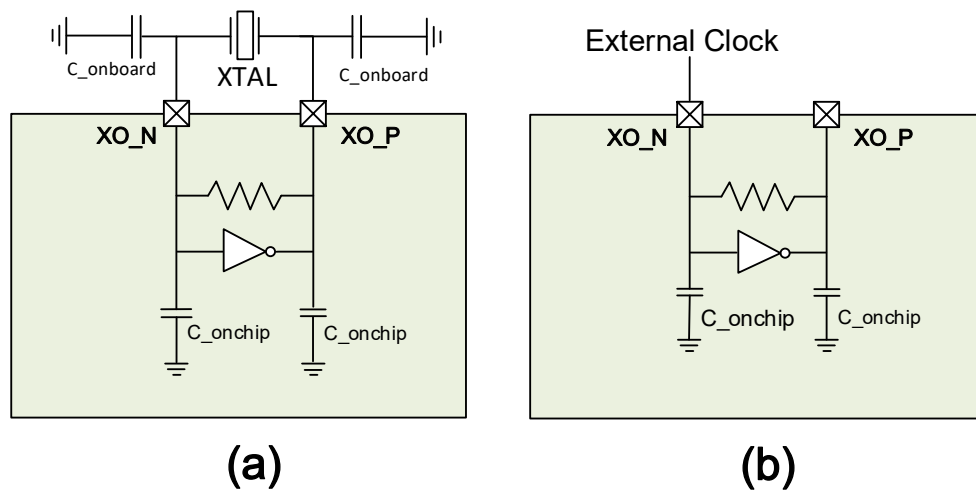 C_onboard
XTAL
C_onboard
XO_N
XO_P
C_onchip
C_onchip
(a)
External Clock
XO_N
XO_P
C_onchip
C_onchip
(b)